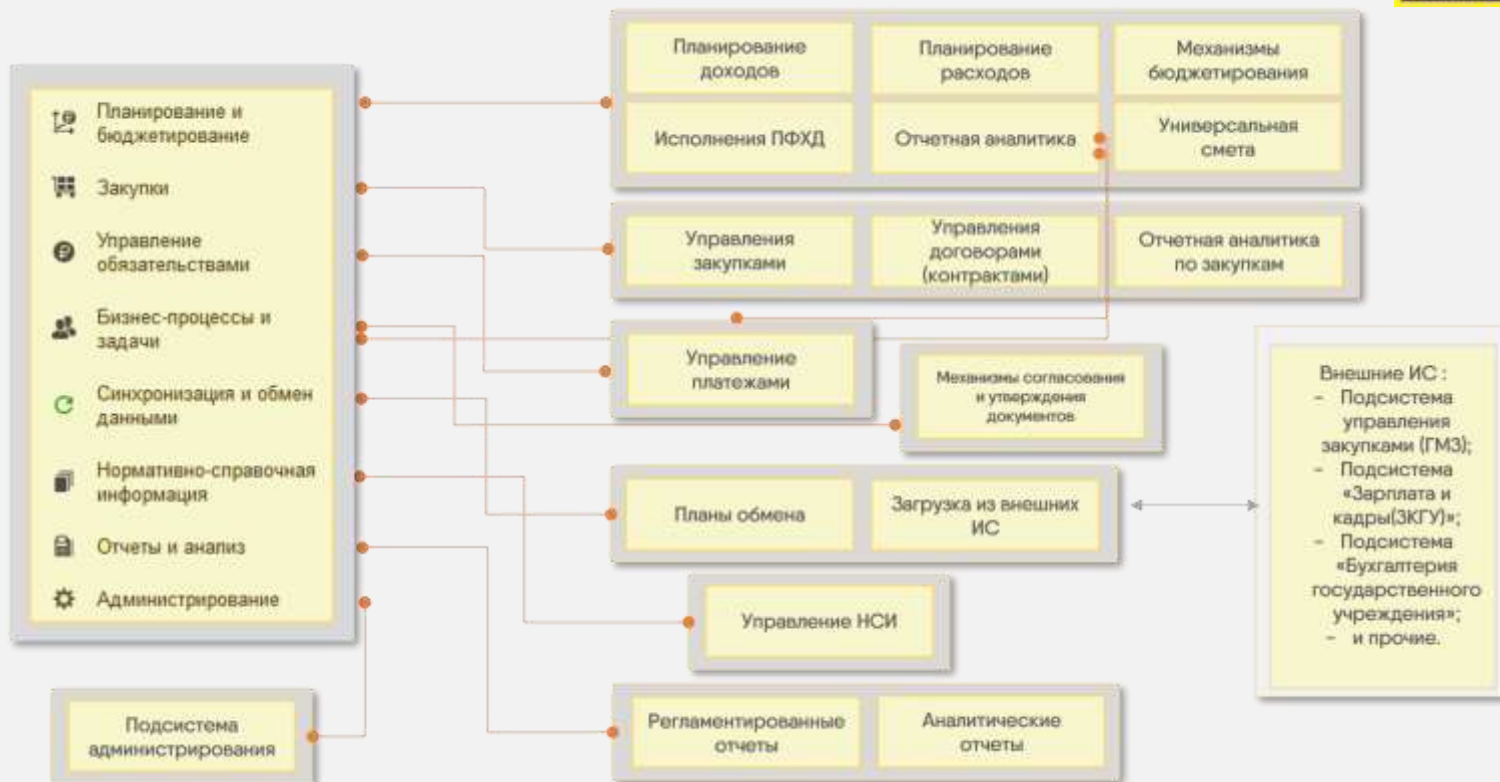 Планирование и
бюджетирование
Закупки
Управление
обязательствами
Бизнес-процессы и
задачи
Синхронизация и обмен
данными
Нормативно-справочная
информация
Отчеты и анализ
Администрирование
Подсистема
администрирования
Планирование
доходов
Планирование
расходов
Механизмы
бюджетирования
Исполнения ПФХД
Отчетная аналитика
Универсальная
смета
Управления
закупками
Управления
договорами
(контрактами)
Отчетная аналитика
по закупкам
Управление
платежами
Механизмы согласования
и утверждения
документов
Планы обмена
Загрузка из внешних
ИС
Управление НСИ
Регламентированные
отчеты
Аналитические
отчеты
Внешние ИС :
- Подсистема
управления
закупками (ГМЗ);
- Подсистема
«Зарплата и
кадры(ЗКГУ)»;
- Подсистема
«Бухгалтерия
государственного
учреждения»;
- и прочие.